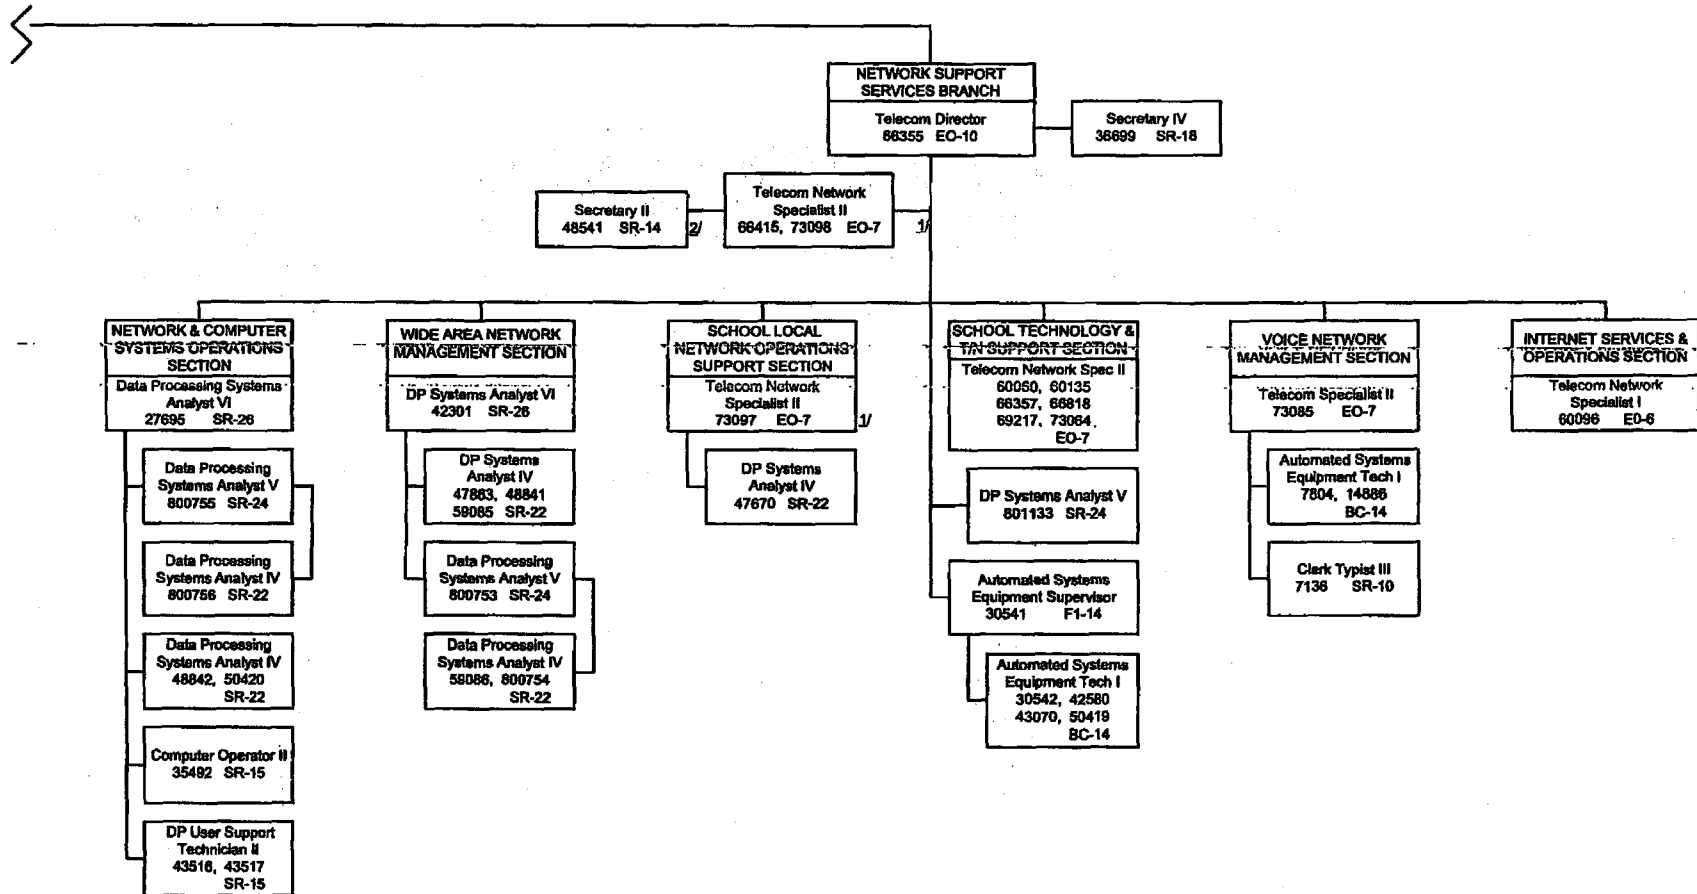 NETWORK SUPPORT
SERVICES BRANCH
Telecom Director
66355 EO-10
Secretary IV
36699 SR-18
Telecom Network
Specialist II
66415, 73098 EO-7
1/
Secretary II
48541 SR-14
2/
NETWORK & COMPUTER
SYSTEMS OPERATIONS
SECTION
Data Processing Systems
Analyst VI
27695 SR-26
Data Processing
Systems Analyst V
800755 SR-24
Data Processing
Systems Analyst IV
800756 SR-22
Data Processing
Systems Analyst IV
48842, 50420
SR-22
Computer Operator II
35492 SR-15
DP User Support
Technician II
43516, 43517
SR-15
WIDE AREA NETWORK
MANAGEMENT SECTION
DP Systems Analyst VI
42301 SR-26
DP Systems
Analyst IV
47883, 48841
59085 SR-22
Data Processing
Systems Analyst V
800753 SR-24
Data Processing
Systems Analyst IV
59086, 800754
SR-22
SCHOOL LOCAL
NETWORK OPERATIONS
SUPPORT SECTION
Telecom Network
Specialist II
73097 EO-7
1/
DP Systems
Analyst IV
47670 SR-22
SCHOOL TECHNOLOGY &
T/N SUPPORT SECTION
Telecom Network Spec II
60050, 60135
66357, 66818
69217, 73064
EO-7
DP Systems Analyst V
801133 SR-24
Automated Systems
Equipment Supervisor
30541 F1-14
Automated Systems
Equipment Tech I
30542, 42580
43070, 50419
BC-14
VOICE NETWORK
MANAGEMENT SECTION
Telecom Specialist II
73085 EO-7
Automated Systems
Equipment Tech I
7804, 14886
BC-14
Clerk Typist III
7136 SR-10
INTERNET SERVICES &
OPERATIONS SECTION
Telecom Network
Specialist I
60096 E0-6